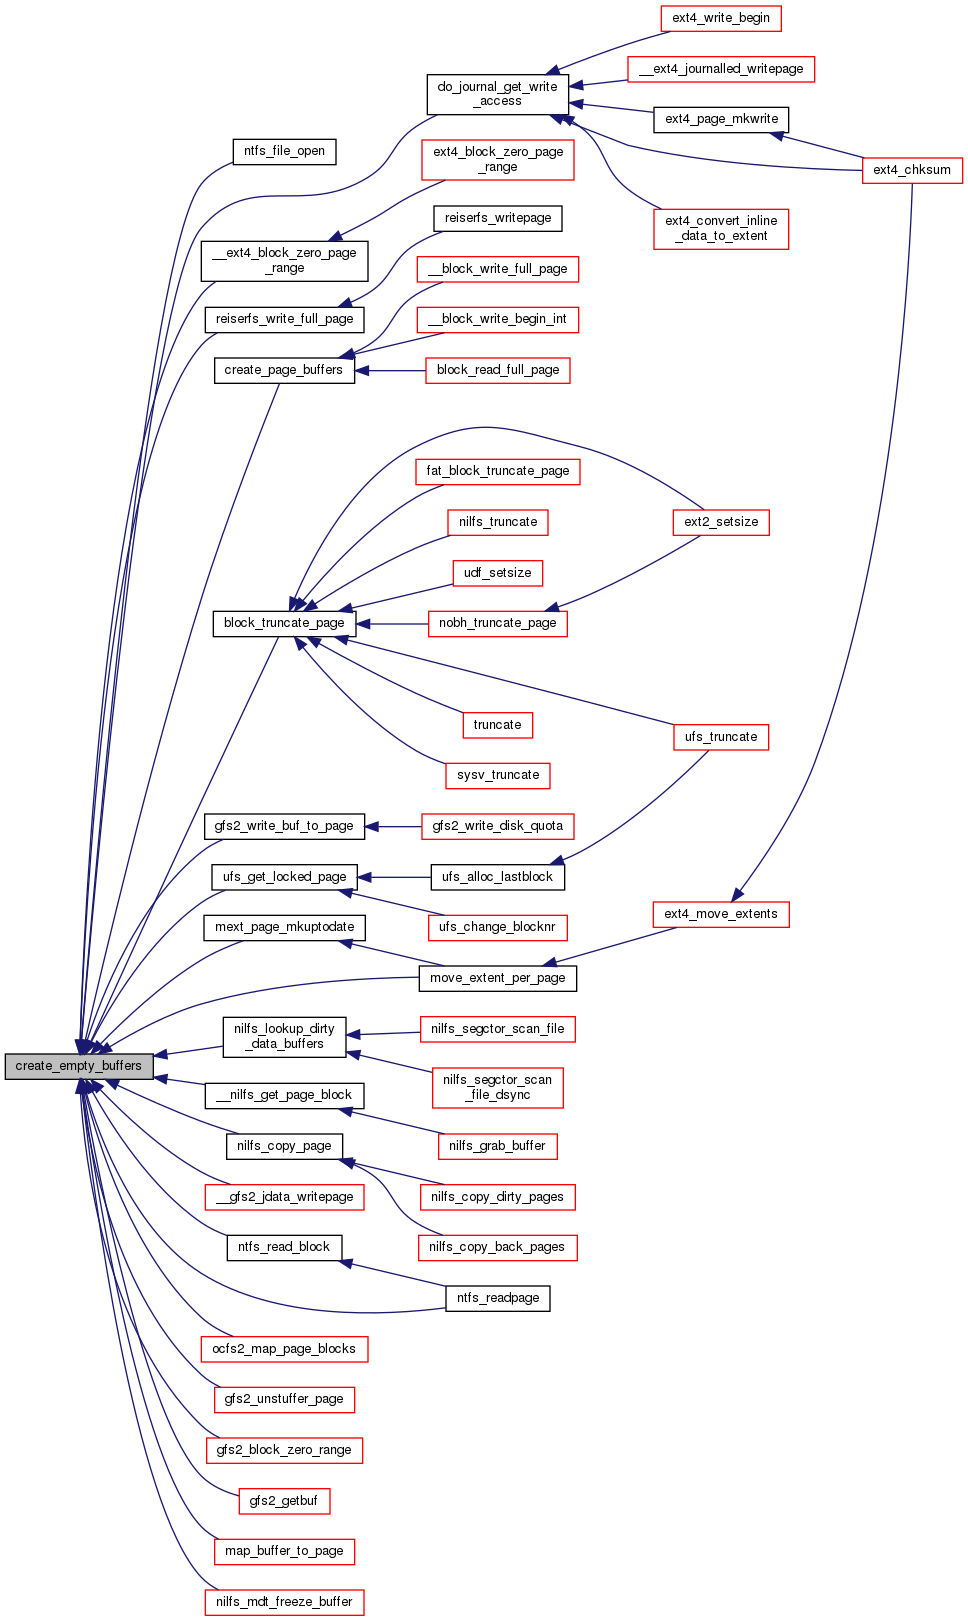 ext4_write_begin
__ext4_journalled_writepage
do_journal_get_write
_access
ext4_page_mkwrite
ntfs_file_open
ext4_block_zero_page
_range
ext4_chksum
reiserfs_writepage
ext4_convert_inline
_data_to_extent
__ext4_block_zero_page
_range
__block_write_full_page
reiserfs_write_full_page
__block_write_begin_int
create_page_buffers
block_read_full_page
fat_block_truncate_page
nilfs_truncate
ext2_setsize
udf_setsize
block_truncate_page
nobh_truncate_page
truncate
ufs_truncate
sysv_truncate
gfs2_write_buf_to_page
gfs2_write_disk_quota
ufs_get_locked_page
ufs_alloc_lastblock
mext_page_mkuptodate
ufs_change_blocknr
ext4_move_extents
move_extent_per_page
nilfs_lookup_dirty
_data_buffers
nilfs_segctor_scan_file
create_empty_buffers
nilfs_segctor_scan
_file_dsync
__nilfs_get_page_block
nilfs_copy_page
nilfs_grab_buffer
__gfs2_jdata_writepage
nilfs_copy_dirty_pages
ntfs_read_block
nilfs_copy_back_pages
ntfs_readpage
ocfs2_map_page_blocks
gfs2_unstuffer_page
gfs2_block_zero_range
gfs2_getbuf
map_buffer_to_page
nilfs_mdt_freeze_buffer